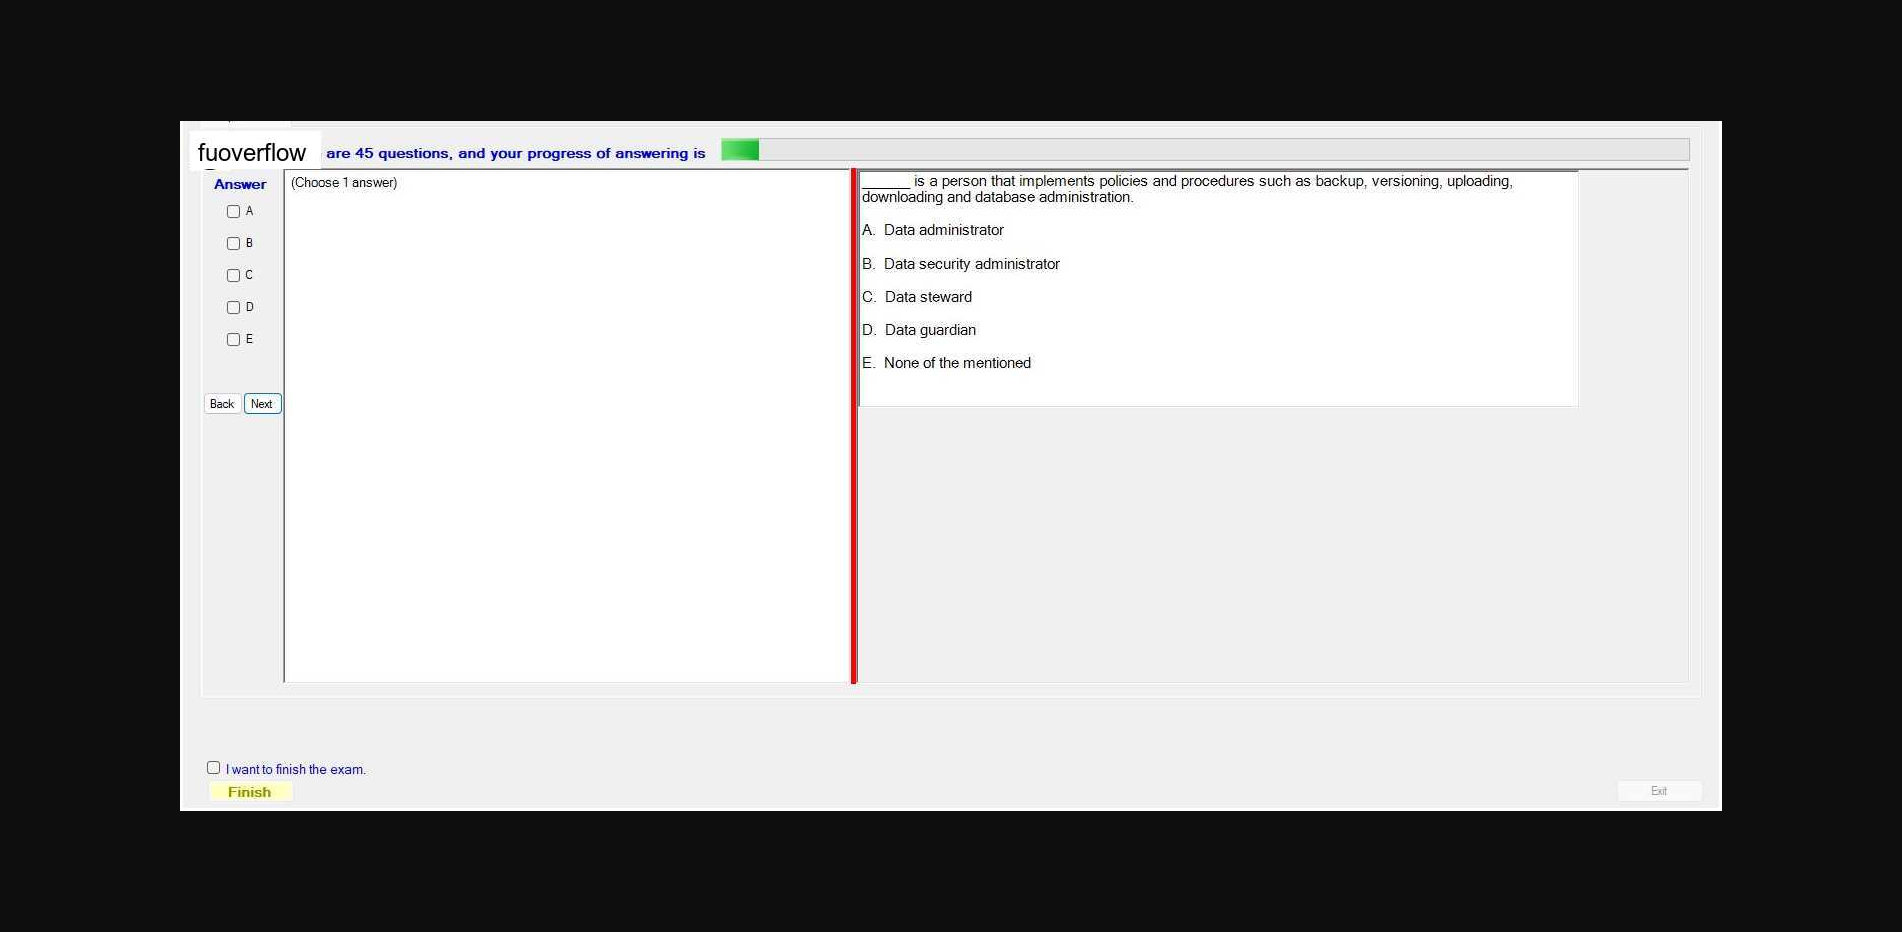 fuoverflow are 45 questions, and your progress of answering is
Answer
(Choose 1 answer)
A
B
C
D
E
Back Next
______ is a person that implements policies and procedures such as backup, versioning, uploading,
downloading and database administration.
A. Data administrator
B. Data security administrator
C. Data steward
D. Data guardian
E. None of the mentioned
I want to finish the exam.
Finish
Exit